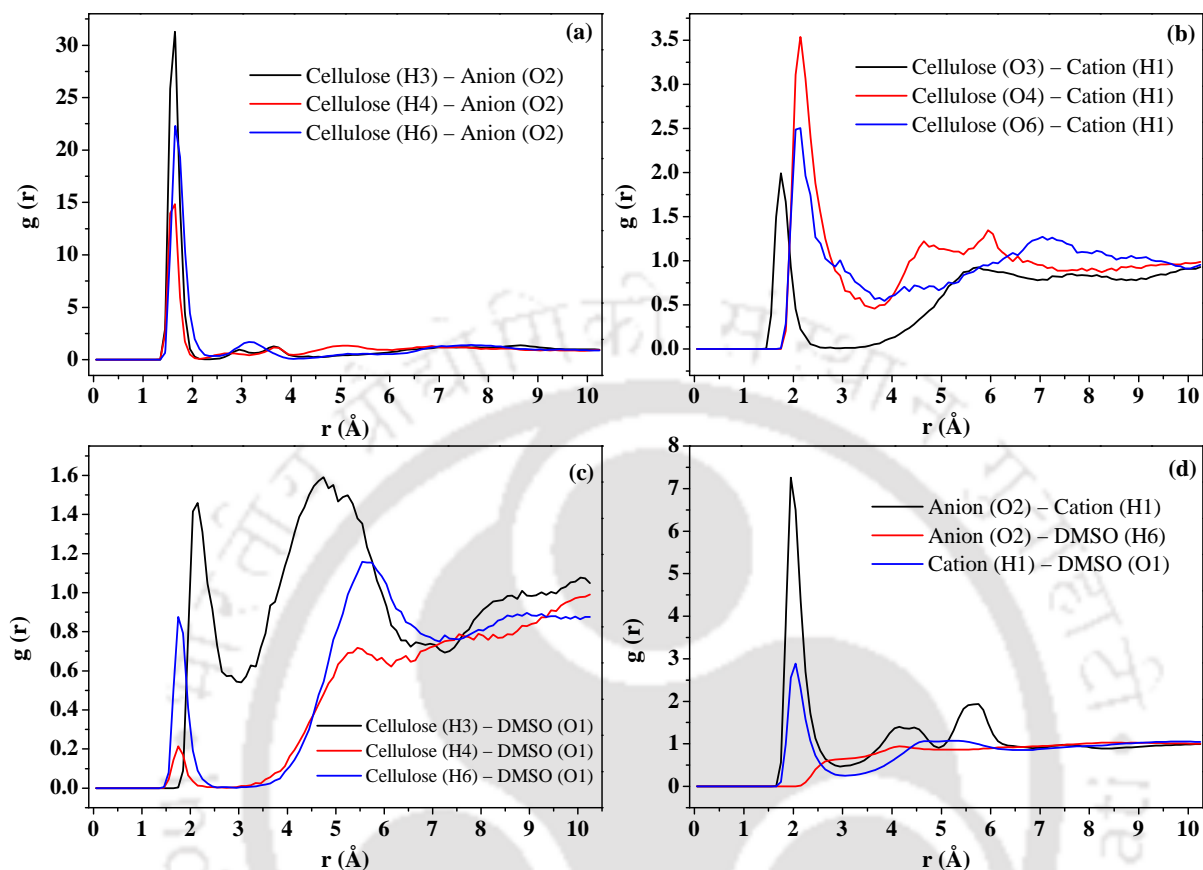 (a)
Cellulose (H3) – Anion (O2)
Cellulose (H4) – Anion (O2)
Cellulose (H6) – Anion (O2)
g (r)
30
25
20
15
10
5
0
0 1 2 3 4 5 6 7 8 9 10
r (Å)
(b)
Cellulose (O3) – Cation (H1)
Cellulose (O4) – Cation (H1)
Cellulose (O6) – Cation (H1)
g (r)
3.5
3.0
2.5
2.0
1.5
1.0
0.5
0.0
0 1 2 3 4 5 6 7 8 9 10
r (Å)
(c)
Cellulose (H3) – DMSO (O1)
Cellulose (H4) – DMSO (O1)
Cellulose (H6) – DMSO (O1)
g (r)
1.6
1.4
1.2
1.0
0.8
0.6
0.4
0.2
0.0
0 1 2 3 4 5 6 7 8 9 10
r (Å)
(d)
Anion (O2) – Cation (H1)
Anion (O2) – DMSO (H6)
Cation (H1) – DMSO (O1)
g (r)
8
7
6
5
4
3
2
1
0
0 1 2 3 4 5 6 7 8 9 10
r (Å)